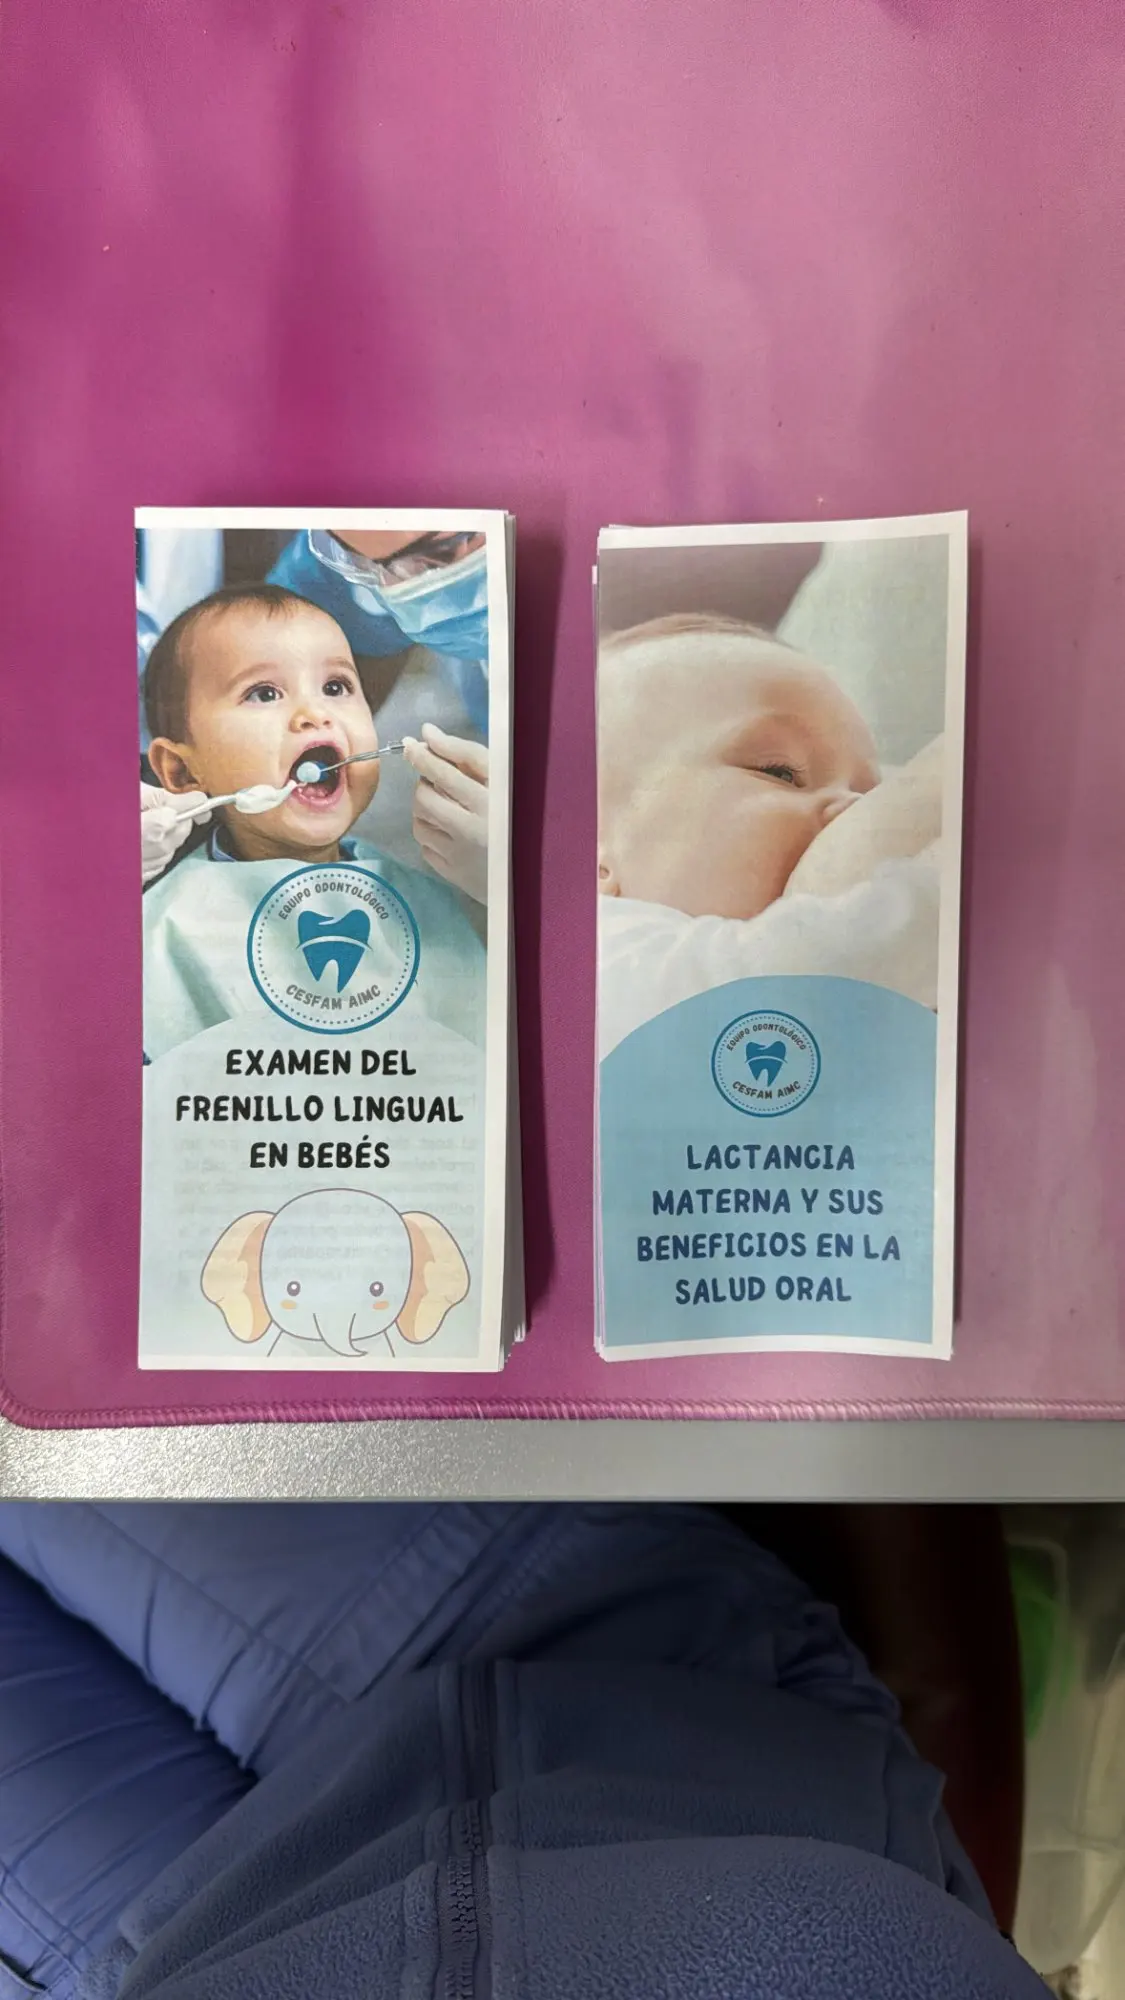 EQUIPO ODONTOLÓGICO
CESFAM AIMC
EXAMEN DEL
FRENILLO LINGUAL
EN BEBÉS
EQUIPO ODONTOLÓGICO
CESFAM AIMC
LACTANCIA
MATERNA Y SUS
BENEFICIOS EN LA
SALUD ORAL